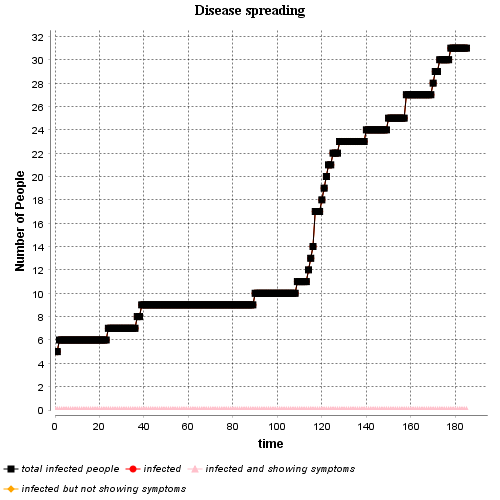 Disease spreading
32
30
28
26
24
22
20
18
16
14
12
10
8
6
4
2
0
Number of People
0 20 40 60 80 100 120 140 160 180
time
total infected people infected infected and showing symptoms
infected but not showing symptoms